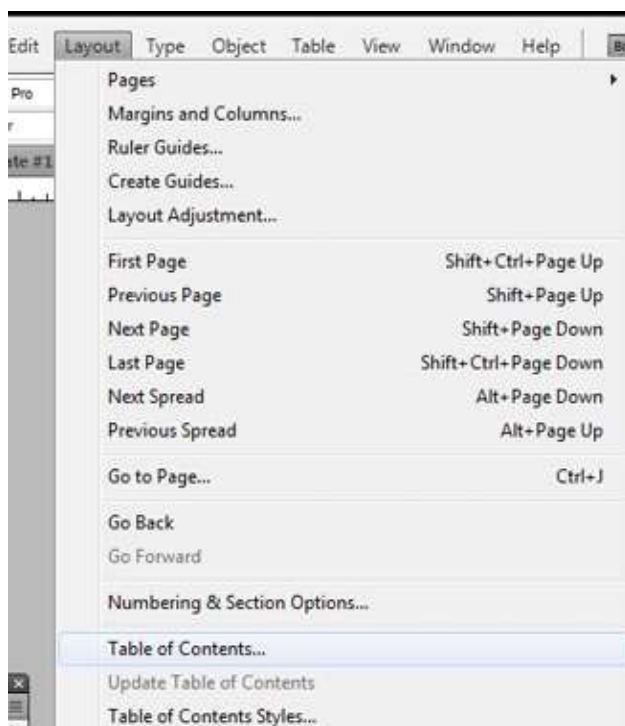 Edit Layout Type Object Table View Window Help
Pages
Pro
Margins and Columns...
Ruler Guides...
ate #1
Create Guides...
Layout Adjustment...
First Page Shift+Ctrl+Page Up
Previous Page Shift+Page Up
Next Page Shift+Page Down
Last Page Shift+Ctrl+Page Down
Next Spread Alt+Page Down
Previous Spread Alt+Page Up
Go to Page... Ctrl+J
Go Back
Go Forward
Numbering & Section Options...
Table of Contents...
Update Table of Contents
Table of Contents Styles...